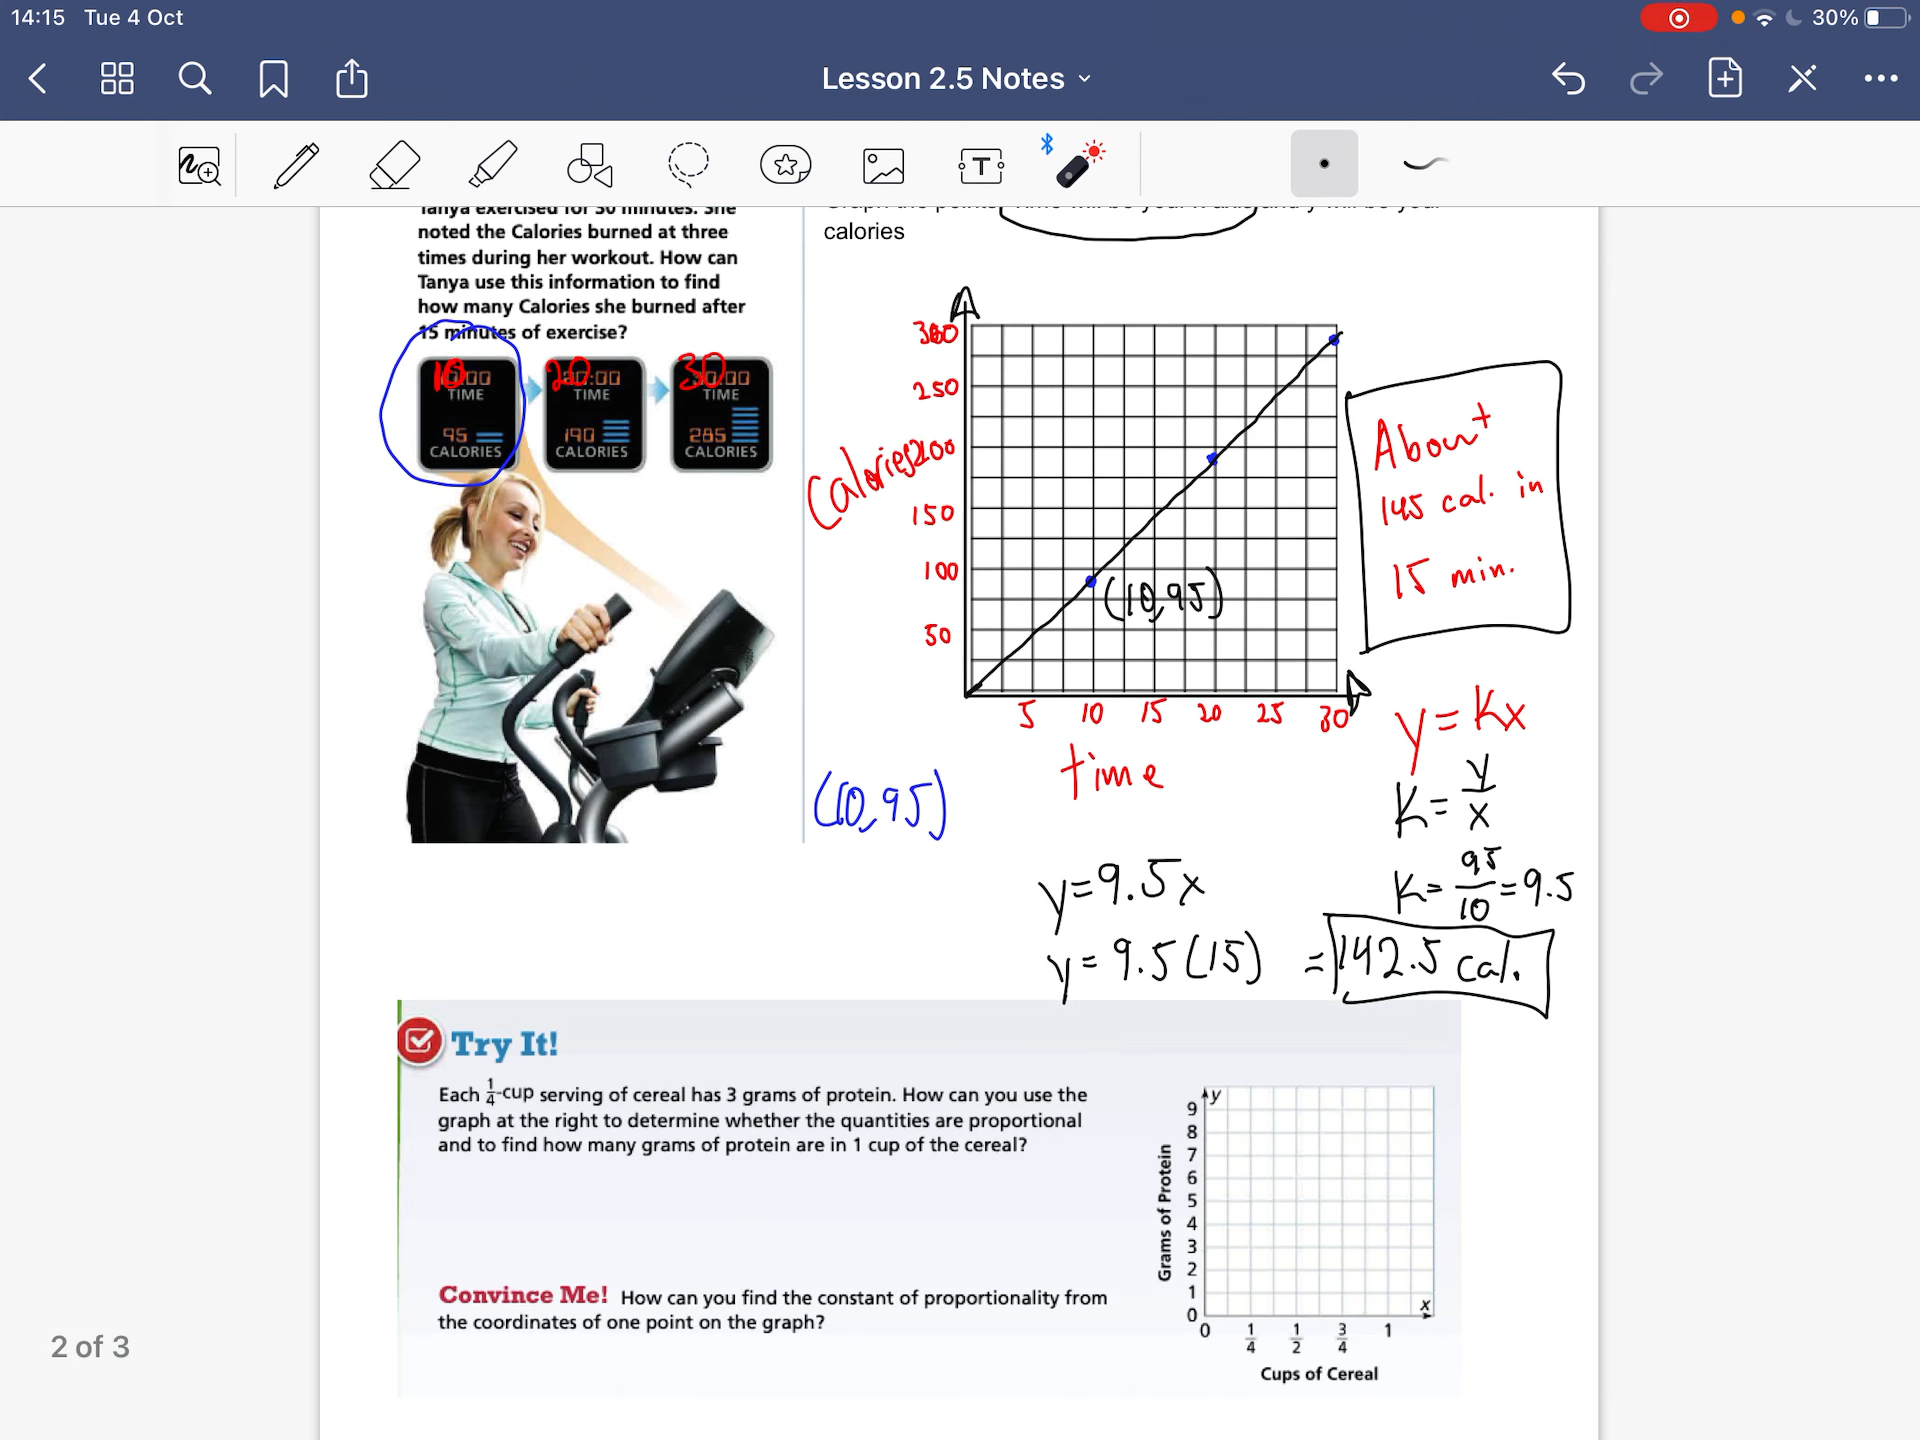 14:15 Tue 4 Oct
30%
Lesson 2.5 Notes
Tanya exercised for 30 minutes. She
noted the Calories burned at three
times during her workout. How can
Tanya use this information to find
how many Calories she burned after
15 minutes of exercise?
10 20 30
TIME TIME TIME
95 190 285
CALORIES CALORIES CALORIES
calories
300
250
Calories 200
150
100
50
(10,95)
5 10 15 20 25 30
time
About
145 cal. in
15 min.
(10,95)
y=Kx
K=y/x
K=95/10=9.5
y=9.5x
y=9.5(15) =142.5 cal.
Try It!
Each 1/4-cup serving of cereal has 3 grams of protein. How can you use the
graph at the right to determine whether the quantities are proportional
and to find how many grams of protein are in 1 cup of the cereal?
Convince Me! How can you find the constant of proportionality from
the coordinates of one point on the graph?
y
9
8
7
6
5
4
3
2
1
0
x
0 1/4 1/2 3/4 1
Grams of Protein
Cups of Cereal
2 of 3